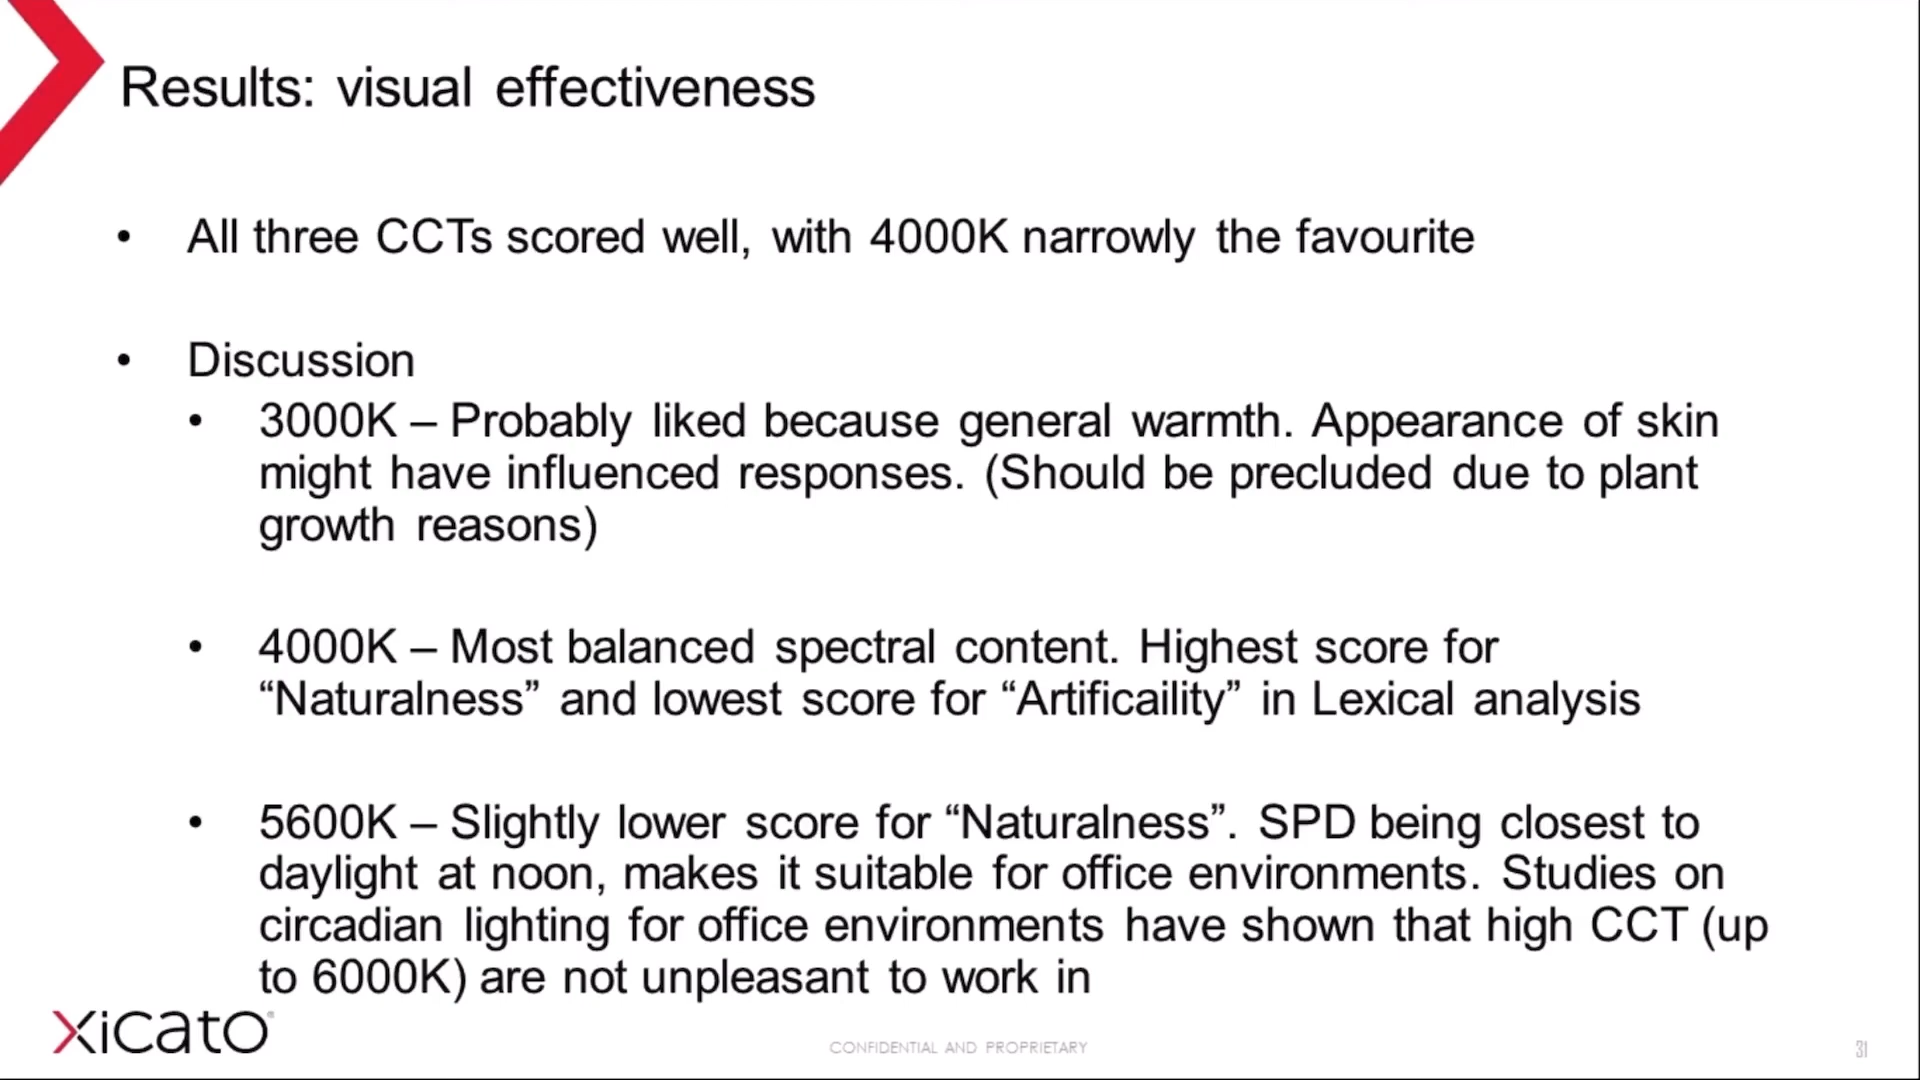 Results: visual effectiveness
• All three CCTs scored well, with 4000K narrowly the favourite
• Discussion
• 3000K – Probably liked because general warmth. Appearance of skin
might have influenced responses. (Should be precluded due to plant
growth reasons)
• 4000K – Most balanced spectral content. Highest score for
“Naturalness” and lowest score for “Artificaility” in Lexical analysis
• 5600K – Slightly lower score for “Naturalness”. SPD being closest to
daylight at noon, makes it suitable for office environments. Studies on
circadian lighting for office environments have shown that high CCT (up
to 6000K) are not unpleasant to work in
xicato®
CONFIDENTIAL AND PROPRIETARY
31